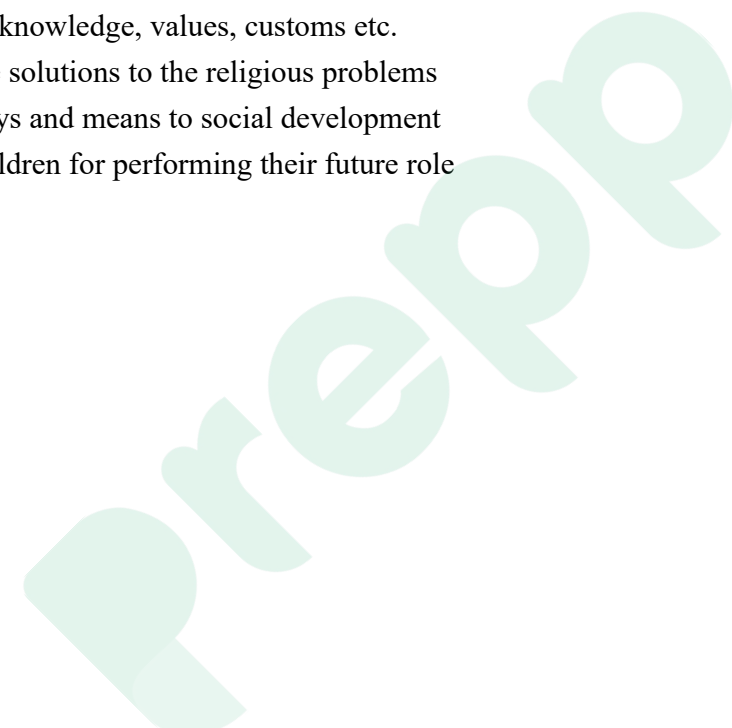 knowledge, values, customs etc.
solutions to the religious problems
ys and means to social development
ldren for performing their future role
prepp